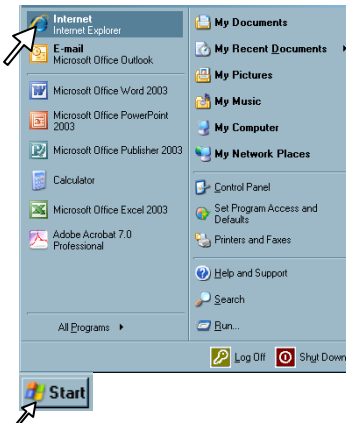 Internet
Internet Explorer
E-mail
Microsoft Office Outlook
Microsoft Office Word 2003
Microsoft Office PowerPoint
2003
Microsoft Office Publisher 2003
Calculator
Microsoft Office Excel 2003
Adobe Acrobat 7.0
Professional
All Programs
My Documents
My Recent Documents
My Pictures
My Music
My Computer
My Network Places
Control Panel
Set Program Access and
Defaults
Printers and Faxes
Help and Support
Search
Run...
Log Off
Shut Down
Start